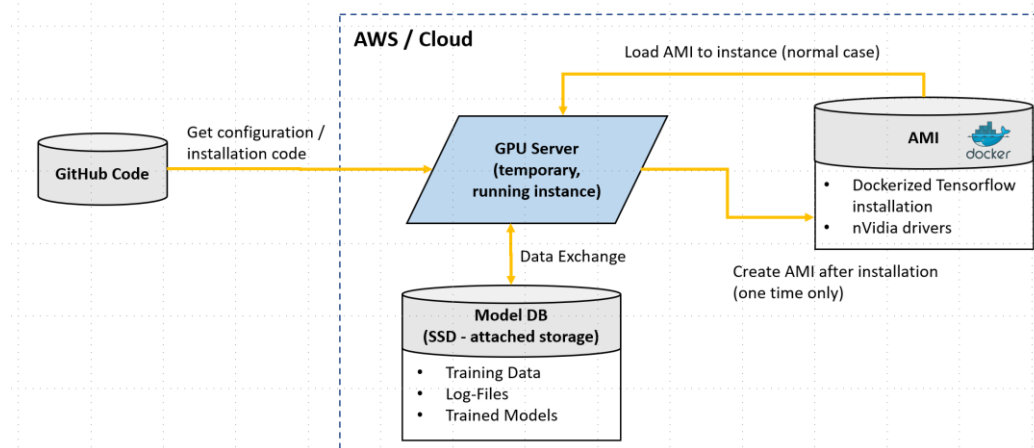 AWS / Cloud
Load AMI to instance (normal case)
Get configuration /
installation code
GitHub Code
GPU Server
(temporary,
running instance)
AMI
docker
• Dockerized Tensorflow
installation
• nVidia drivers
Data Exchange
Create AMI after installation
(one time only)
Model DB
(SSD - attached storage)
• Training Data
• Log-Files
• Trained Models